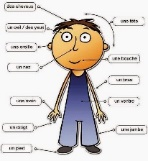 des cheveux
une tête
un œil / des yeux
une oreille
une bouche
un nez
un bras
une main
un ventre
un doigt
une jambe
un pied